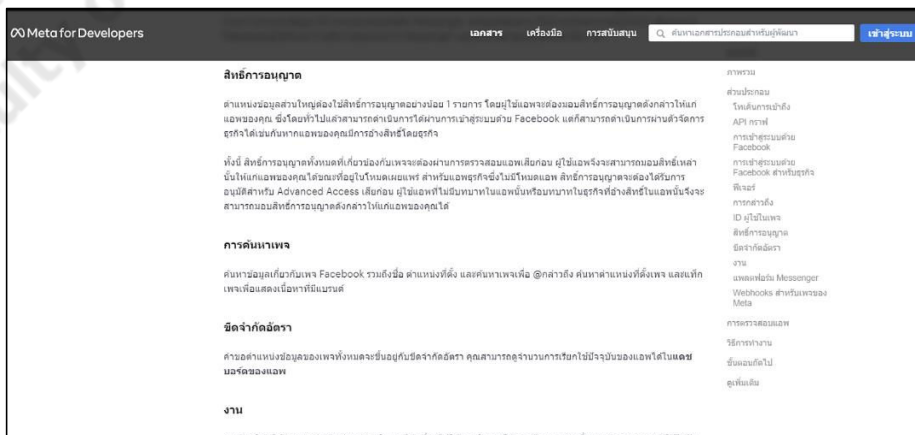 Meta for Developers
เอกสาร
เครื่องมือ
การสนับสนุน
ค้นหาเอกสารประกอบสำหรับผู้พัฒนา
เข้าสู่ระบบ
สิทธิ์การอนุญาต
ตำแหน่งข้อมูลส่วนใหญ่ต้องใช้สิทธิ์การอนุญาตอย่างน้อย 1 รายการ โดยผู้ใช้แอพจะต้องมอบสิทธิ์การอนุญาตดังกล่าวให้แก่
แอพของคุณ ซึ่งโดยทั่วไปแล้วสามารถดำเนินการได้ผ่านการเข้าสู่ระบบด้วย Facebook แต่ก็สามารถดำเนินการผ่านตัวจัดการ
ธุรกิจได้เช่นกันหากแอพของคุณมีการอ้างสิทธิ์โดยธุรกิจ
ทั้งนี้ สิทธิ์การอนุญาตทั้งหมดที่เกี่ยวข้องกับเพจจะต้องผ่านการตรวจสอบแอพเสียก่อน ผู้ใช้แอพจึงจะสามารถมอบสิทธิ์เหล่า
นั้นให้แก่แอพของคุณได้ขณะที่อยู่ในโหมดเผยแพร่ สำหรับแอพธุรกิจซึ่งไม่มีโหมดแอพ สิทธิ์การอนุญาตจะต้องได้รับการ
อนุมัติสำหรับ Advanced Access เสียก่อน ผู้ใช้แอพที่ไม่มีบทบาทในแอพนั้นหรือบทบาทในธุรกิจที่อ้างสิทธิ์ในแอพนั้นจึงจะ
สามารถมอบสิทธิ์การอนุญาตดังกล่าวให้แก่แอพของคุณได้
การค้นหาเพจ
ค้นหาข้อมูลเกี่ยวกับเพจ Facebook รวมถึงชื่อ ตำแหน่งที่ตั้ง และค้นหาเพจเพื่อ @กล่าวถึง ค้นหาตำแหน่งที่ตั้งเพจ และแท็ก
เพจเพื่อแสดงเนื้อหาที่มีแบรนด์
ขีดจำกัดอัตรา
คำขอตำแหน่งข้อมูลของเพจทั้งหมดจะขึ้นอยู่กับขีดจำกัดอัตรา คุณสามารถดูจำนวนการเรียกใช้ปัจจุบันของแอพได้ในแดช
บอร์ดของแอพ
งาน
ภาพรวม
ส่วนประกอบ
โทเค็นการเข้าถึง
API กราฟ
การเข้าสู่ระบบด้วย
Facebook
การเข้าสู่ระบบด้วย
Facebook สำหรับธุรกิจ
ฟีเจอร์
การกล่าวถึง
ID ผู้ใช้ในเพจ
สิทธิ์การอนุญาต
ขีดจำกัดอัตรา
งาน
แพลตฟอร์ม Messenger
Webhooks สำหรับเพจของ
Meta
การตรวจสอบแอพ
วิธีการทำงาน
ขั้นตอนถัดไป
ดูเพิ่มเติม